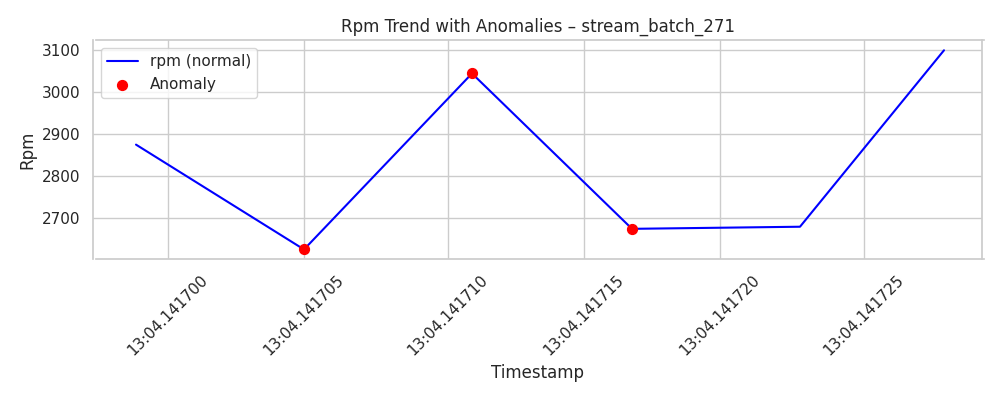 Rpm Trend with Anomalies – stream_batch_271
rpm (normal)
Anomaly
Rpm
3100
3000
2900
2800
2700
13:04.141700
13:04.141705
13:04.141710
13:04.141715
13:04.141720
13:04.141725
Timestamp